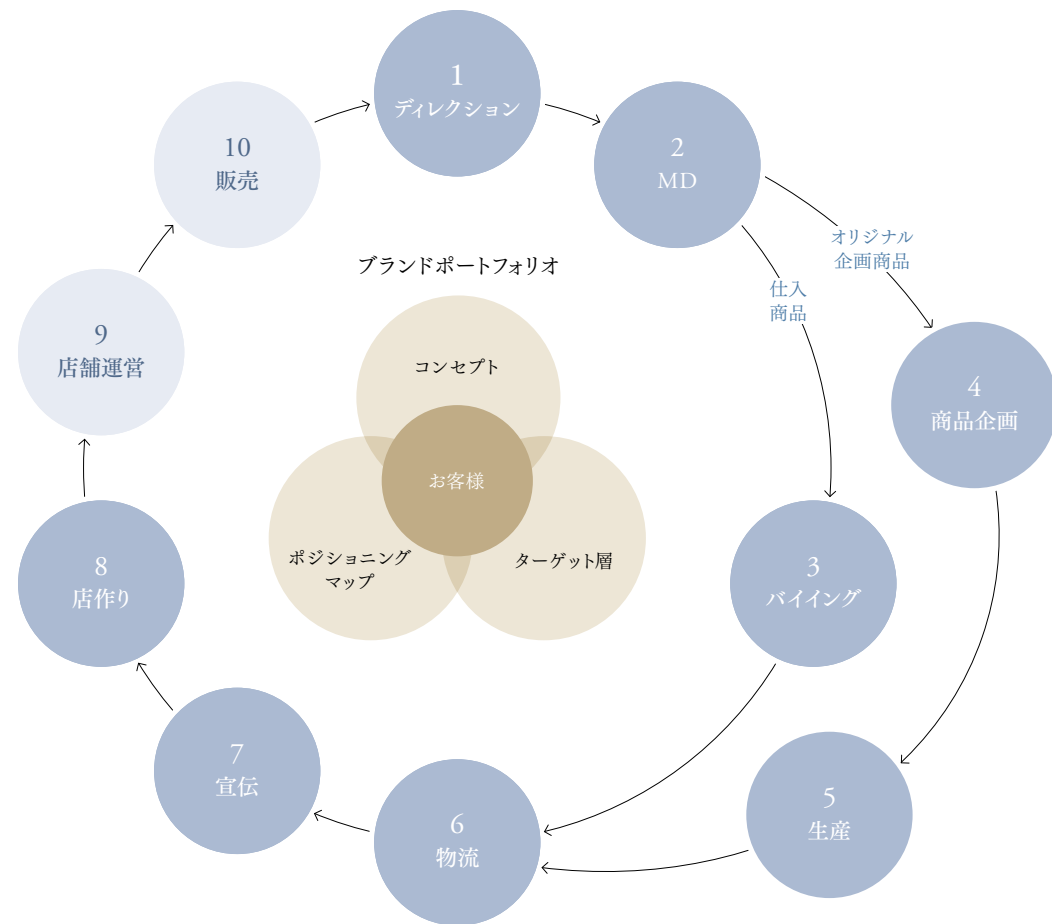 1
ディレクション
2
MD
オリジナル
企画商品
仕入
商品
4
商品企画
3
バイイング
5
生産
6
物流
7
宣伝
8
店作り
9
店舗運営
10
販売
ブランドポートフォリオ
コンセプト
お客様
ポジショニング
マップ
ターゲット層